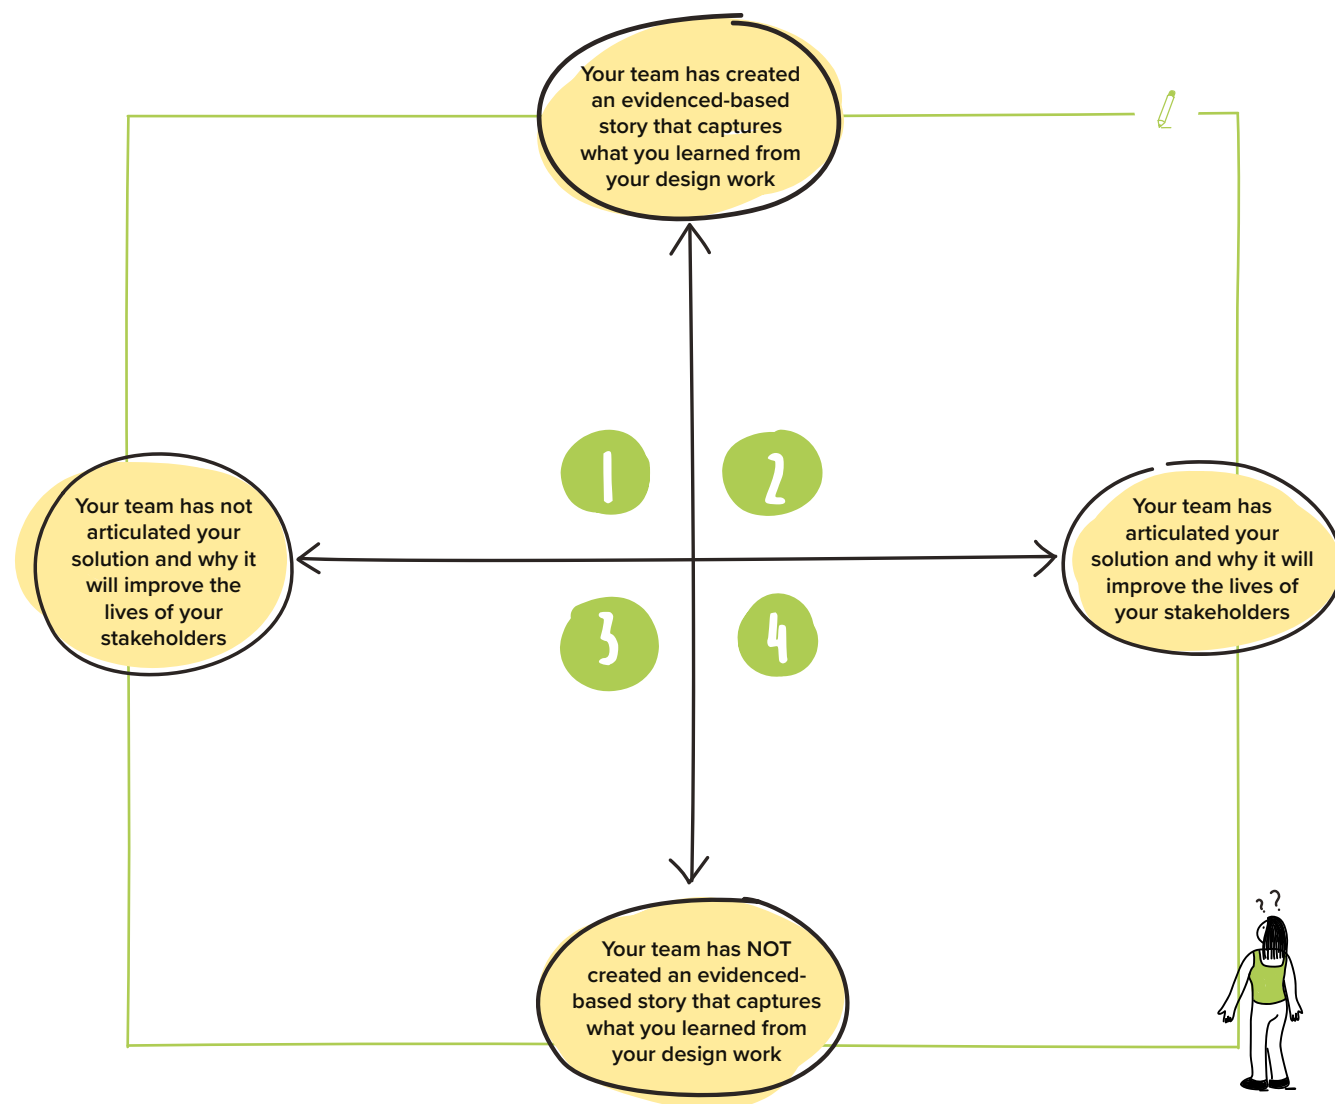 Your team has created
an evidenced-based
story that captures
what you learned from
your design work
1
2
Your team has not
articulated your
solution and why it
will improve the
lives of your
stakeholders
Your team has
articulated your
solution and why it will
improve the lives of
your stakeholders
3
4
? ?
Your team has NOT
created an evidenced-
based story that captures
what you learned from
your design work